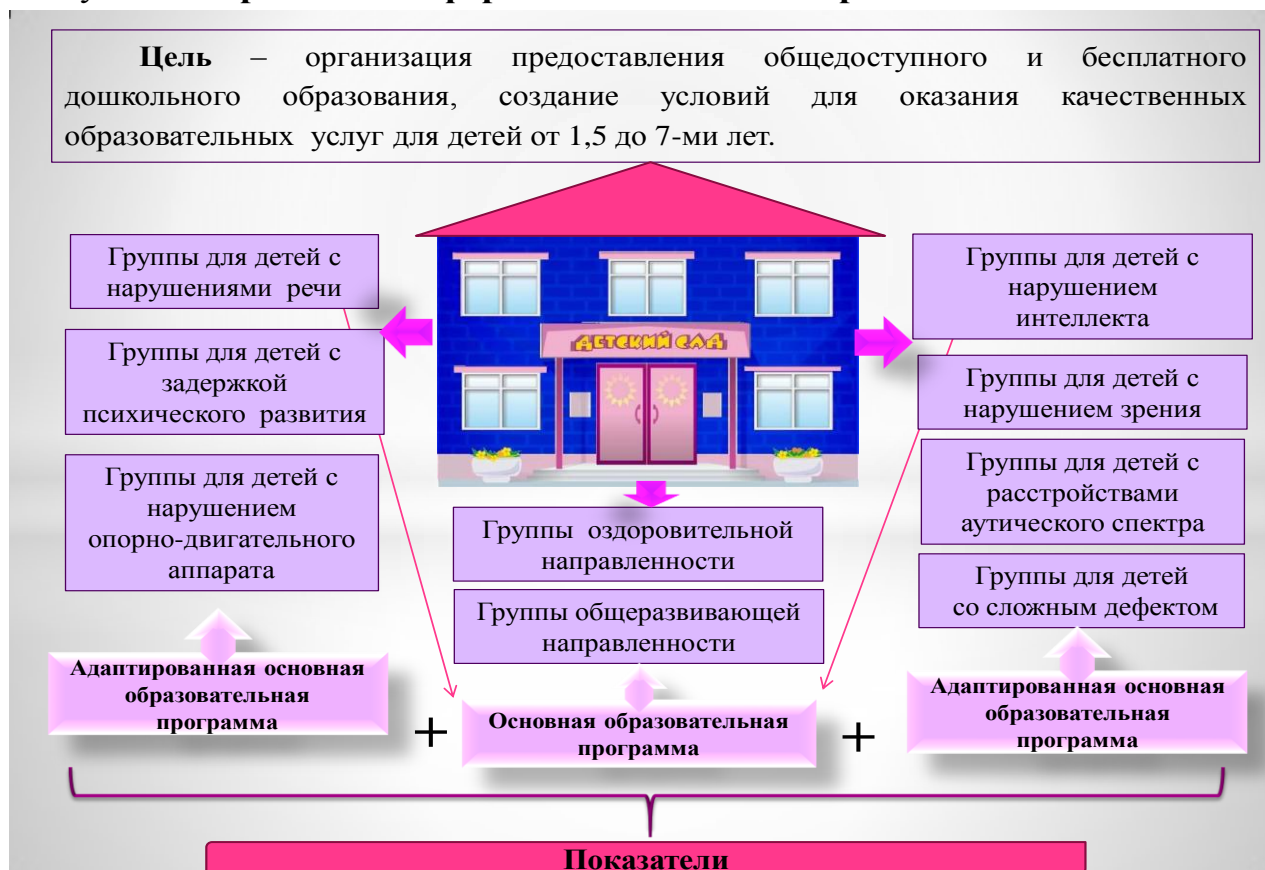 Цель – организация предоставления общедоступного и бесплатного
дошкольного образования, создание условий для оказания качественных
образовательных услуг для детей от 1,5 до 7-ми лет.
Группы для детей с
нарушениями речи
Группы для детей с
задержкой
психического развития
Группы для детей с
нарушением
опорно-двигательного
аппарата
ДЕТСКИЙ САД
Группы оздоровительной
направленности
Группы общеразвивающей
направленности
Группы для детей с
нарушением
интеллекта
Группы для детей с
нарушением зрения
Группы для детей с
расстройствами
аутического спектра
Группы для детей
со сложным дефектом
Адаптированная основная
образовательная
программа
+
Основная образовательная
программа
+
Адаптированная основная
образовательная
программа
Показатели